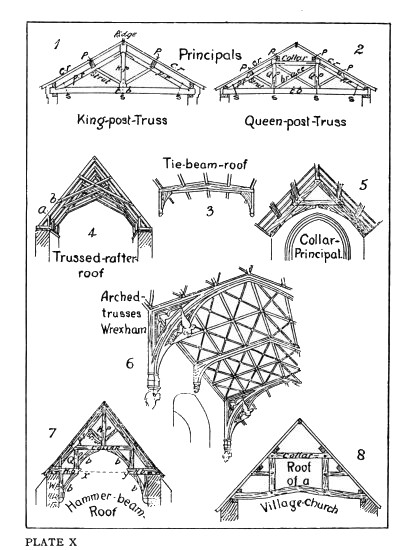 1
Ridge
Principals
2
P
P
C.r
C.r
K.P
Strut
P.r
P.r
t b
S
S
S
King-post-Truss
P
C.r
Collar
P
C.r
Q.P
Q.P
brace
Strut
t.b
S
S
S
Queen-post-Truss
Tie-beam-roof
3
a
b
4
Trussed-rafter
roof
5
Collar-
Principal
Arched-
trusses
Wrexham
6
7
Collar
Hammer-beam-
Roof
8
Collar
Roof
of a
Village-Church
PLATE X